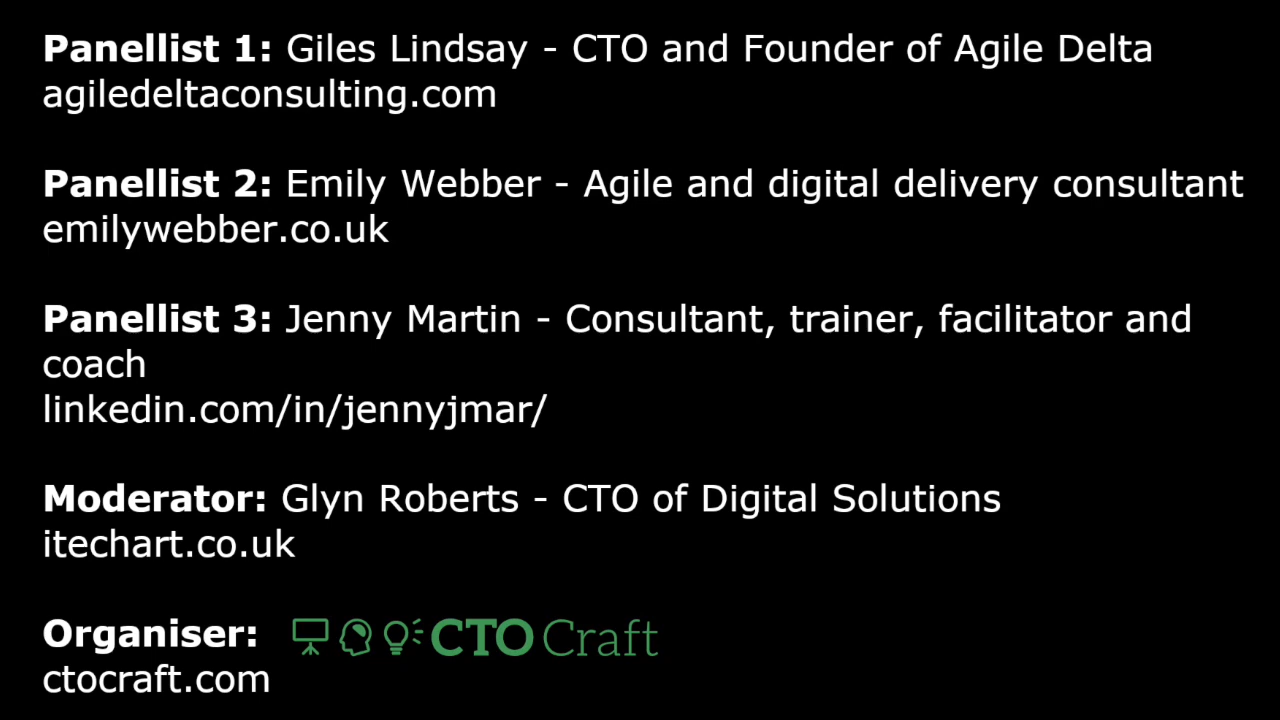 Panellist 1: Giles Lindsay - CTO and Founder of Agile Delta
agiledeltaconsulting.com
Panellist 2: Emily Webber - Agile and digital delivery consultant
emilywebber.co.uk
Panellist 3: Jenny Martin - Consultant, trainer, facilitator and
coach
linkedin.com/in/jennyjmar/
Moderator: Glyn Roberts - CTO of Digital Solutions
itechart.co.uk
Organiser: CTO Craft
ctocraft.com